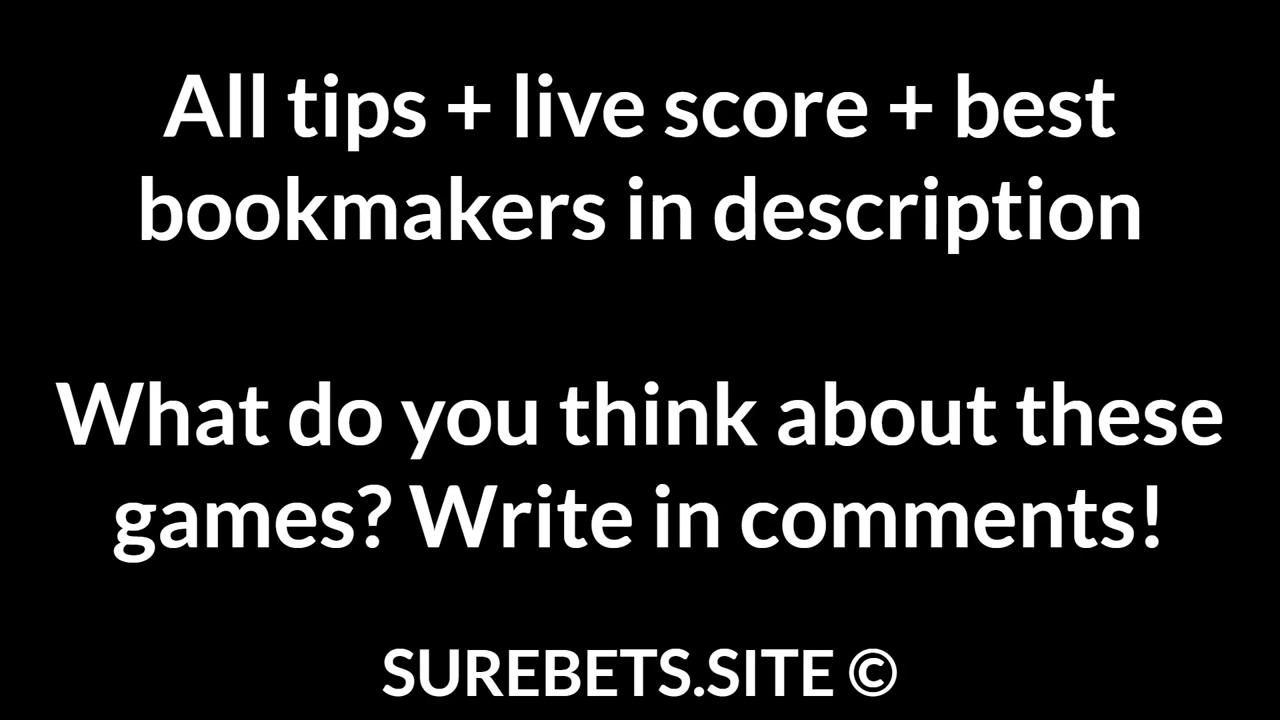 All tips + live score + best
bookmakers in description
What do you think about these
games? Write in comments!
SUREBETS.SITE ©